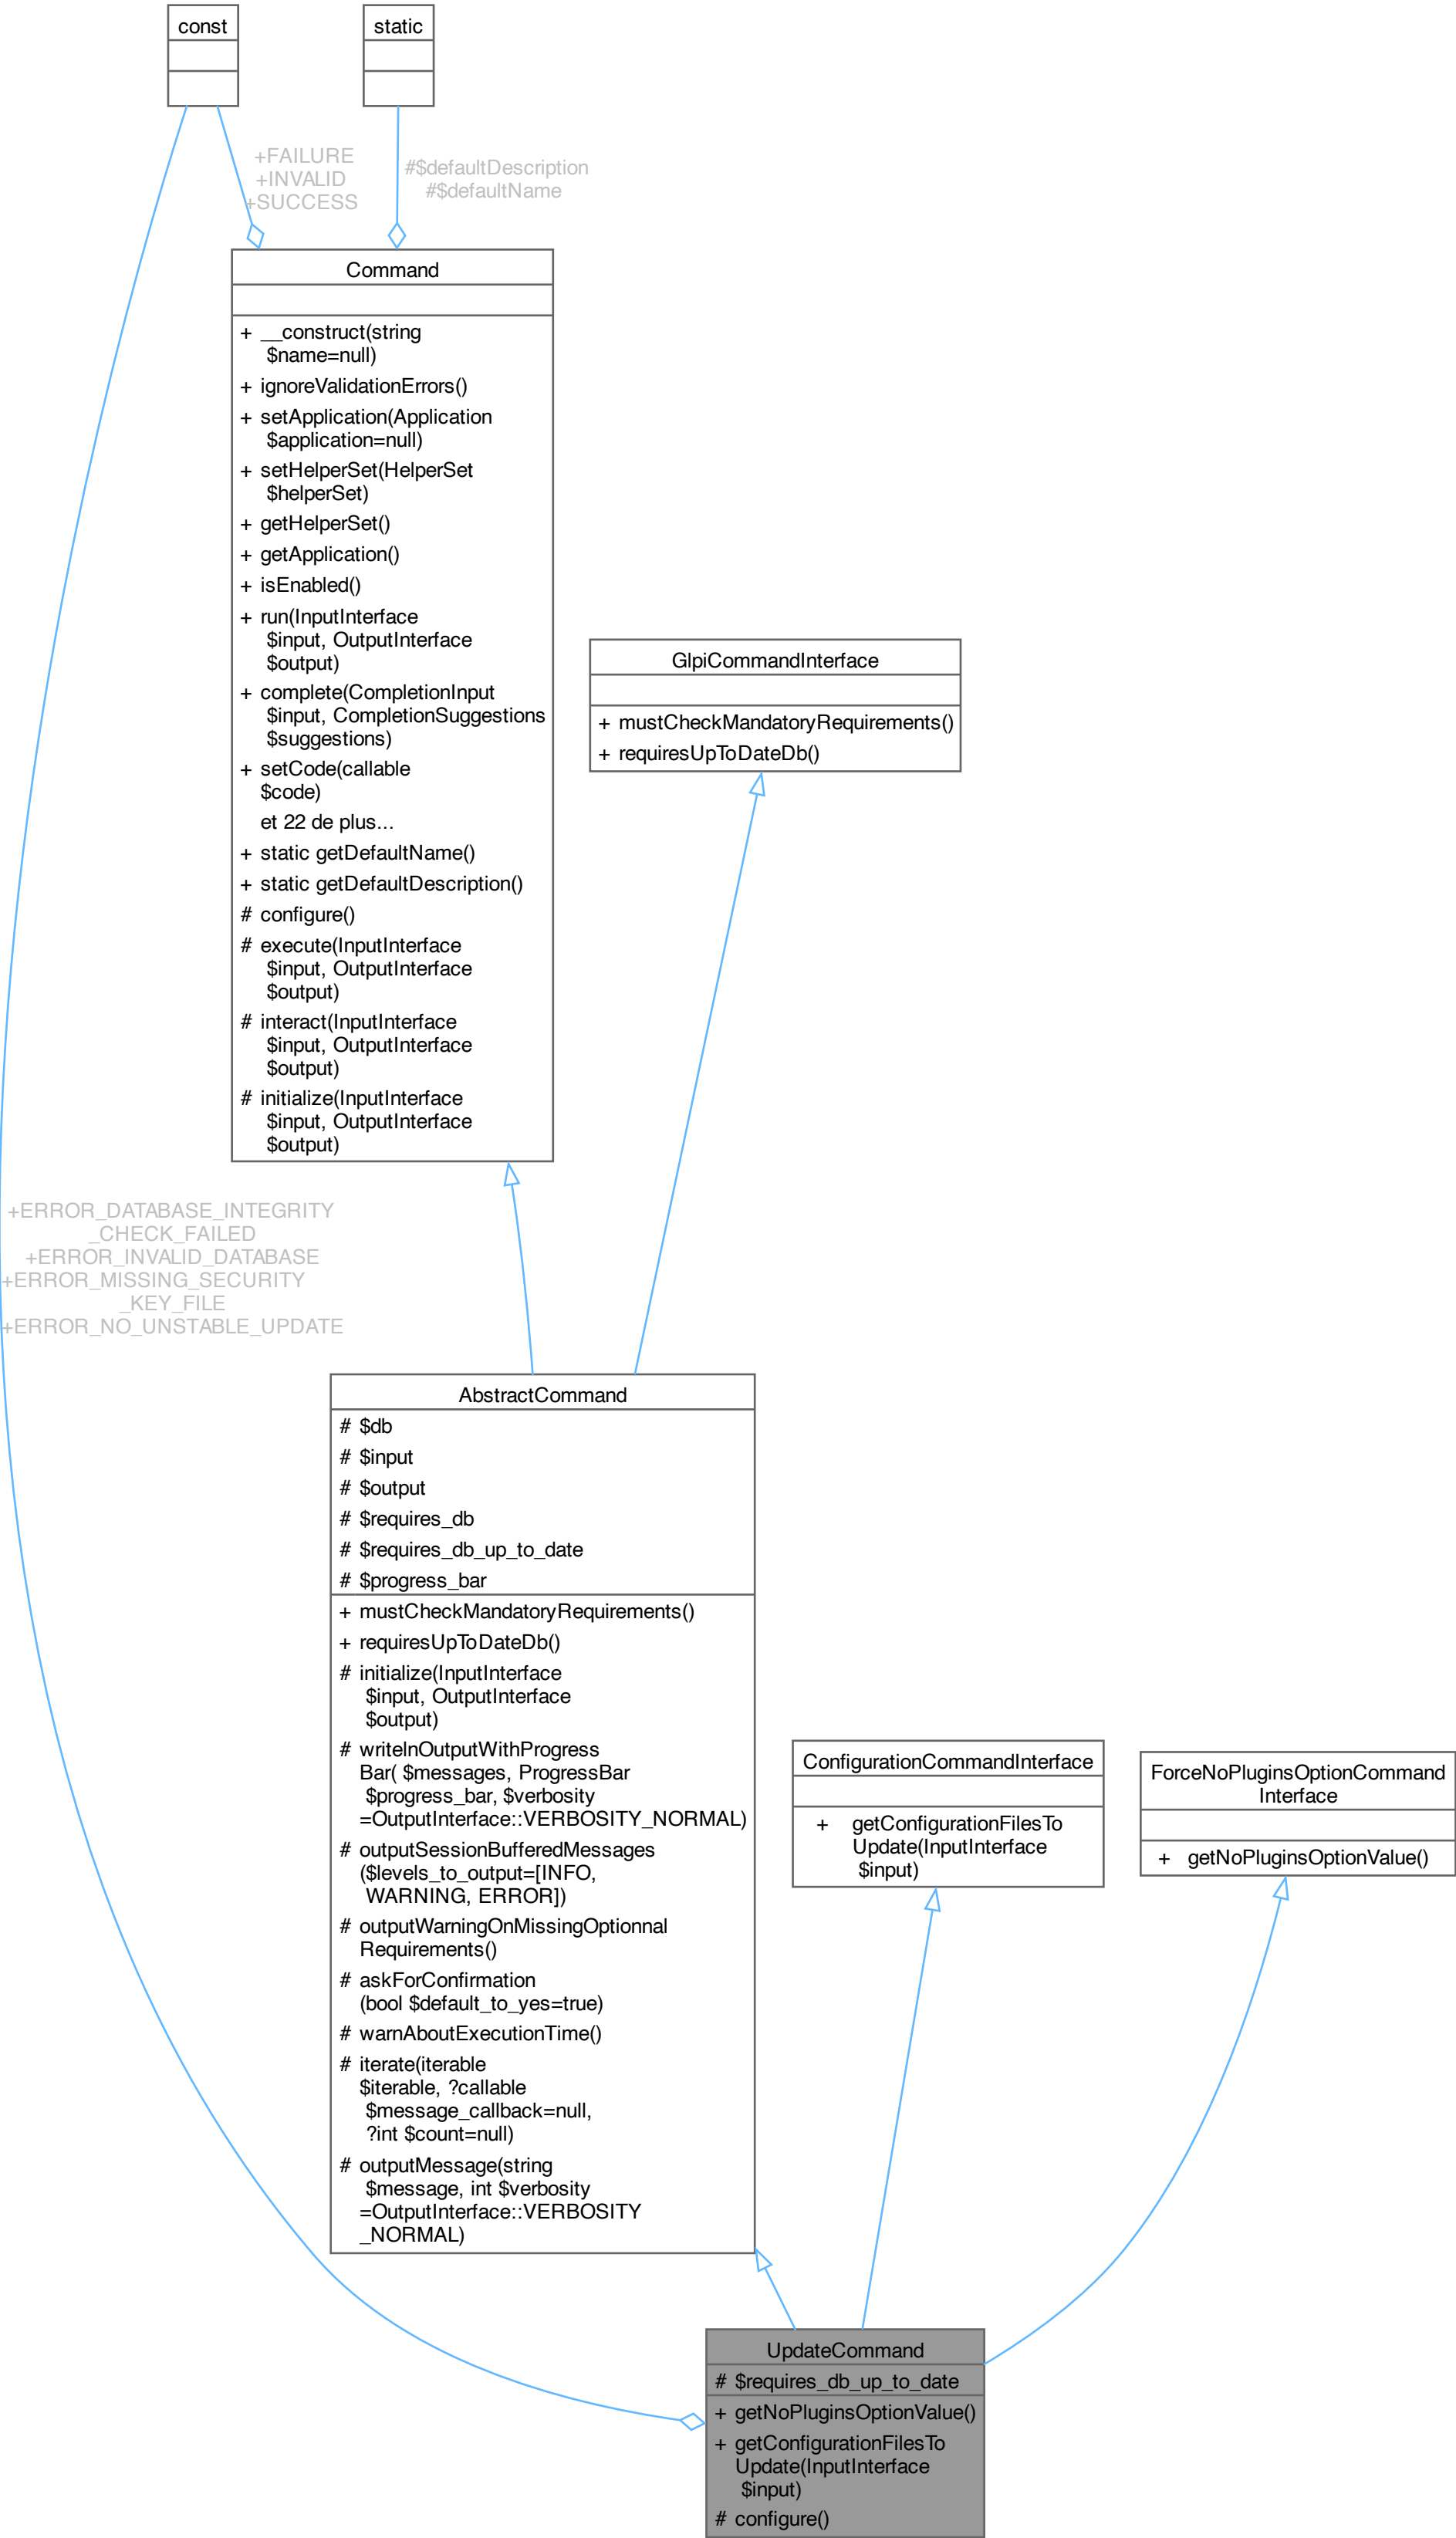 const
static
+FAILURE
+INVALID
+SUCCESS
#$defaultDescription
#$defaultName
Command
+ __construct(string
$name=null)
+ ignoreValidationErrors()
+ setApplication(Application
$application=null)
+ setHelperSet(HelperSet
$helperSet)
+ getHelperSet()
+ getApplication()
+ isEnabled()
+ run(InputInterface
$input, OutputInterface
$output)
+ complete(CompletionInput
$input, CompletionSuggestions
$suggestions)
+ setCode(callable
$code)
et 22 de plus...
+ static getDefaultName()
+ static getDefaultDescription()
# configure()
# execute(InputInterface
$input, OutputInterface
$output)
# interact(InputInterface
$input, OutputInterface
$output)
# initialize(InputInterface
$input, OutputInterface
$output)
GlpiCommandInterface
+ mustCheckMandatoryRequirements()
+ requiresUpToDateDb()
+ERROR_DATABASE_INTEGRITY
_CHECK_FAILED
+ERROR_INVALID_DATABASE
+ERROR_MISSING_SECURITY
_KEY_FILE
+ERROR_NO_UNSTABLE_UPDATE
AbstractCommand
# $db
# $input
# $output
# $requires_db
# $requires_db_up_to_date
# $progress_bar
+ mustCheckMandatoryRequirements()
+ requiresUpToDateDb()
# initialize(InputInterface
$input, OutputInterface
$output)
# writelnOutputWithProgress
Bar( $messages, ProgressBar
$progress_bar, $verbosity
=OutputInterface::VERBOSITY_NORMAL)
# outputSessionBufferedMessages
($levels_to_output=[INFO,
WARNING, ERROR])
# outputWarningOnMissingOptionnal
Requirements()
# askForConfirmation
(bool $default_to_yes=true)
# warnAboutExecutionTime()
# iterate(iterable
$iterable, ?callable
$message_callback=null,
?int $count=null)
# outputMessage(string
$message, int $verbosity
=OutputInterface::VERBOSITY
_NORMAL)
ConfigurationCommandInterface
+ getConfigurationFilesTo
Update(InputInterface
$input)
ForceNoPluginsOptionCommand
Interface
+ getNoPluginsOptionValue()
UpdateCommand
# $requires_db_up_to_date
+ getNoPluginsOptionValue()
+ getConfigurationFilesTo
Update(InputInterface
$input)
# configure()